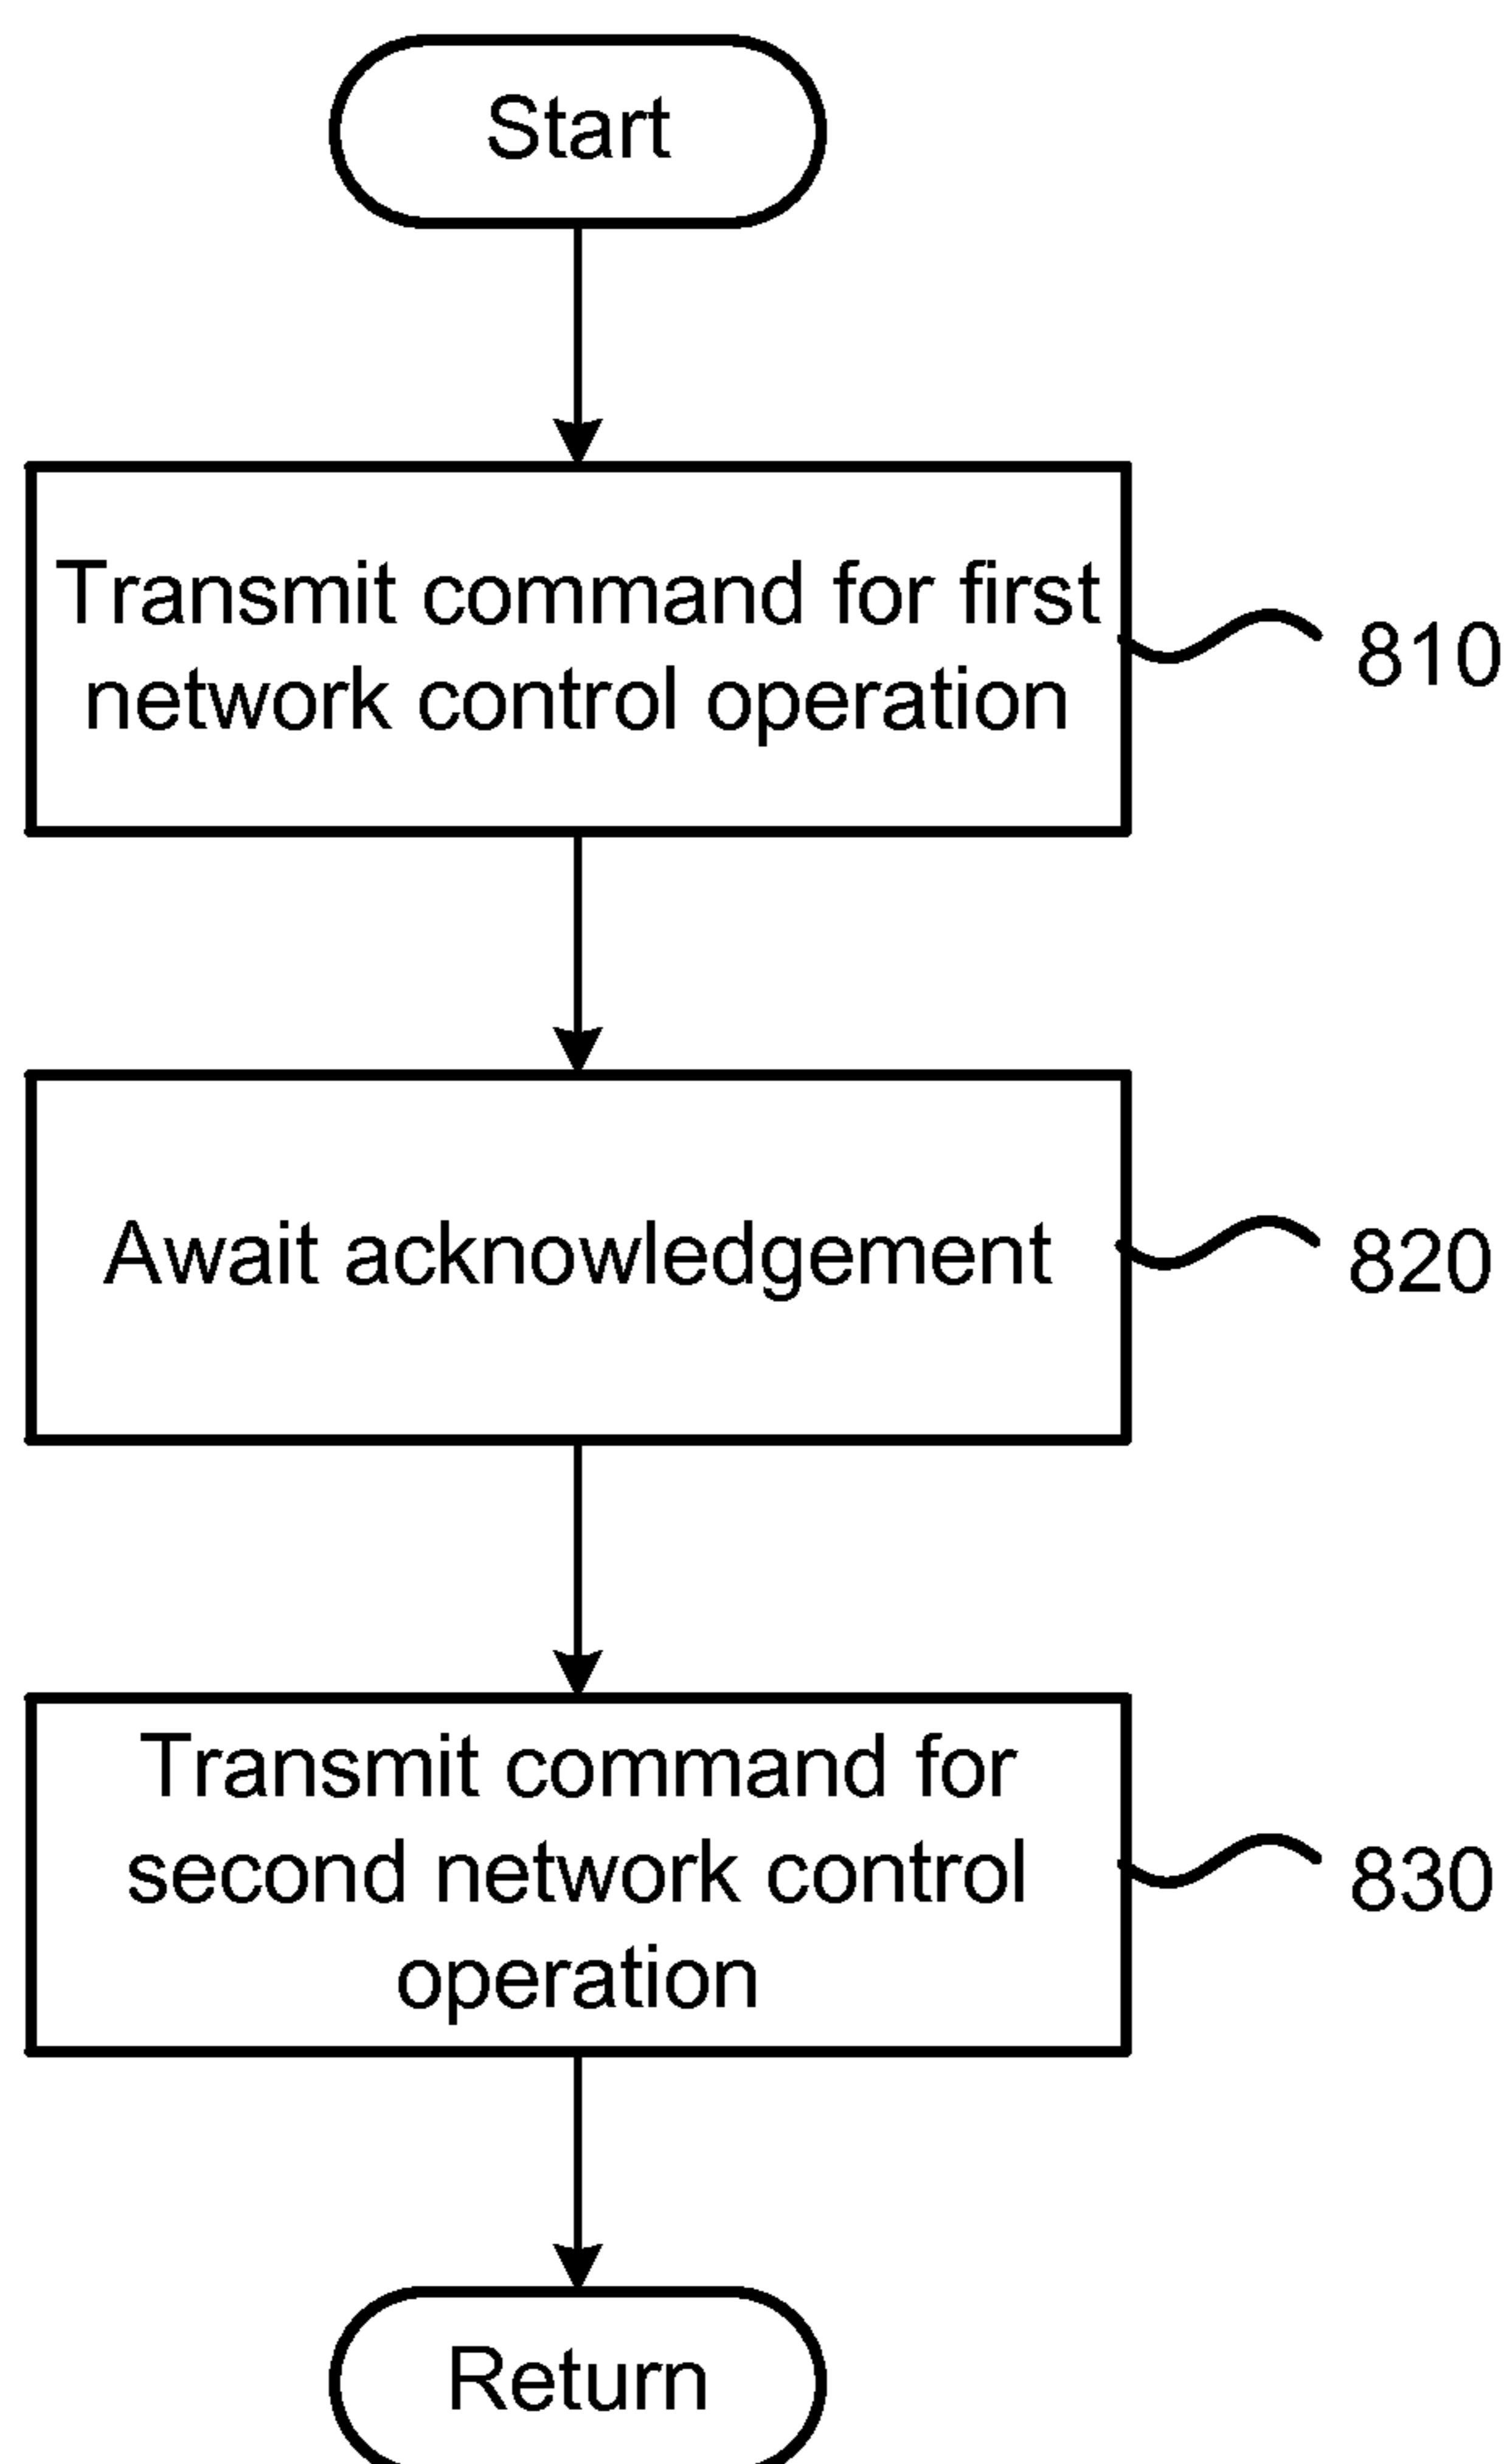 Start
Transmit command for first
network control operation
810
Await acknowledgement
820
Transmit command for
second network control
operation
830
Return